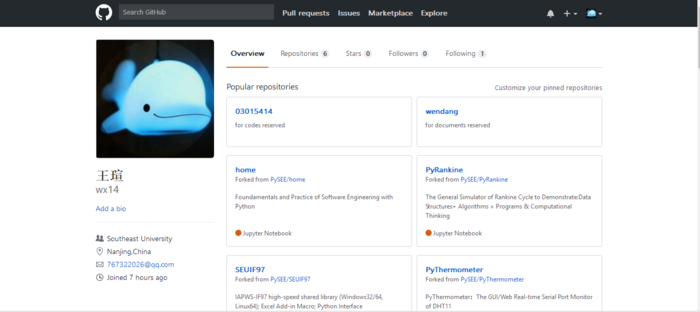 Search GitHub
Pull requests Issues Marketplace Explore
Overview Repositories 6 Stars 0 Followers 0 Following 1
Popular repositories
Customize your pinned repositories
03015414
for codes reserved
wendang
for documents reserved
home
Forked from PySEE/home
Foundamentals and Practice of Software Engineering with
Python
Jupyter Notebook
PyRankine
Forked from PySEE/PyRankine
The General Simulator of Rankine Cycle to Demonstrate:Data
Structures+ Algorithms = Programs & Computational
Thinking
Jupyter Notebook
SEUIF97
Forked from PySEE/SEUIF97
IAPWS-IF97 high-speed shared library (Windows32/64,
Linux64); Excel Add-in Macro; Python Interface
PyThermometer
Forked from PySEE/PyThermometer
PyThermometer: The GUI/Web Real-time Serial Port Monitor
of DHT11
王瑄
wx14
Add a bio
Southeast University
Nanjing,China
767322026@qq.com
Joined 7 hours ago